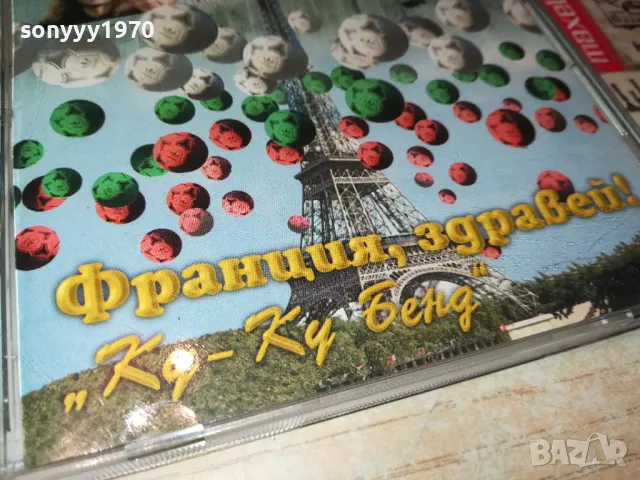 sonyyy1970
Франция, здравей!
„Ку-Ку Бенд"
BAZAR